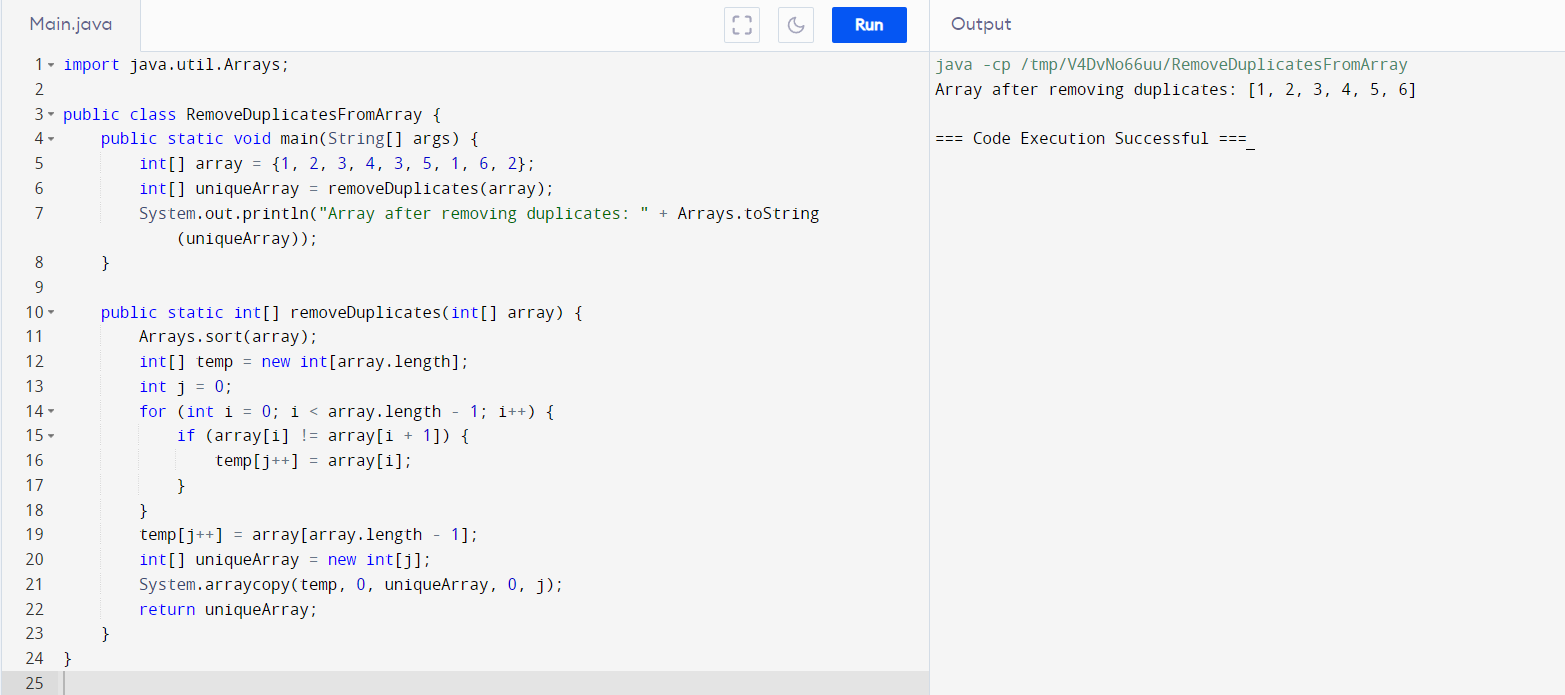 Main.java
Run
Output
1 import java.util.Arrays;
2
3 public class RemoveDuplicatesFromArray {
4     public static void main(String[] args) {
5         int[] array = {1, 2, 3, 4, 3, 5, 1, 6, 2};
6         int[] uniqueArray = removeDuplicates(array);
7         System.out.println("Array after removing duplicates: " + Arrays.toString
            (uniqueArray));
8     }
9
10     public static int[] removeDuplicates(int[] array) {
11         Arrays.sort(array);
12         int[] temp = new int[array.length];
13         int j = 0;
14         for (int i = 0; i < array.length - 1; i++) {
15             if (array[i] != array[i + 1]) {
16                 temp[j++] = array[i];
17             }
18         }
19         temp[j++] = array[array.length - 1];
20         int[] uniqueArray = new int[j];
21         System.arraycopy(temp, 0, uniqueArray, 0, j);
22         return uniqueArray;
23     }
24 }
25
java -cp /tmp/V4DvNo66uu/RemoveDuplicatesFromArray
Array after removing duplicates: [1, 2, 3, 4, 5, 6]
=== Code Execution Successful ===